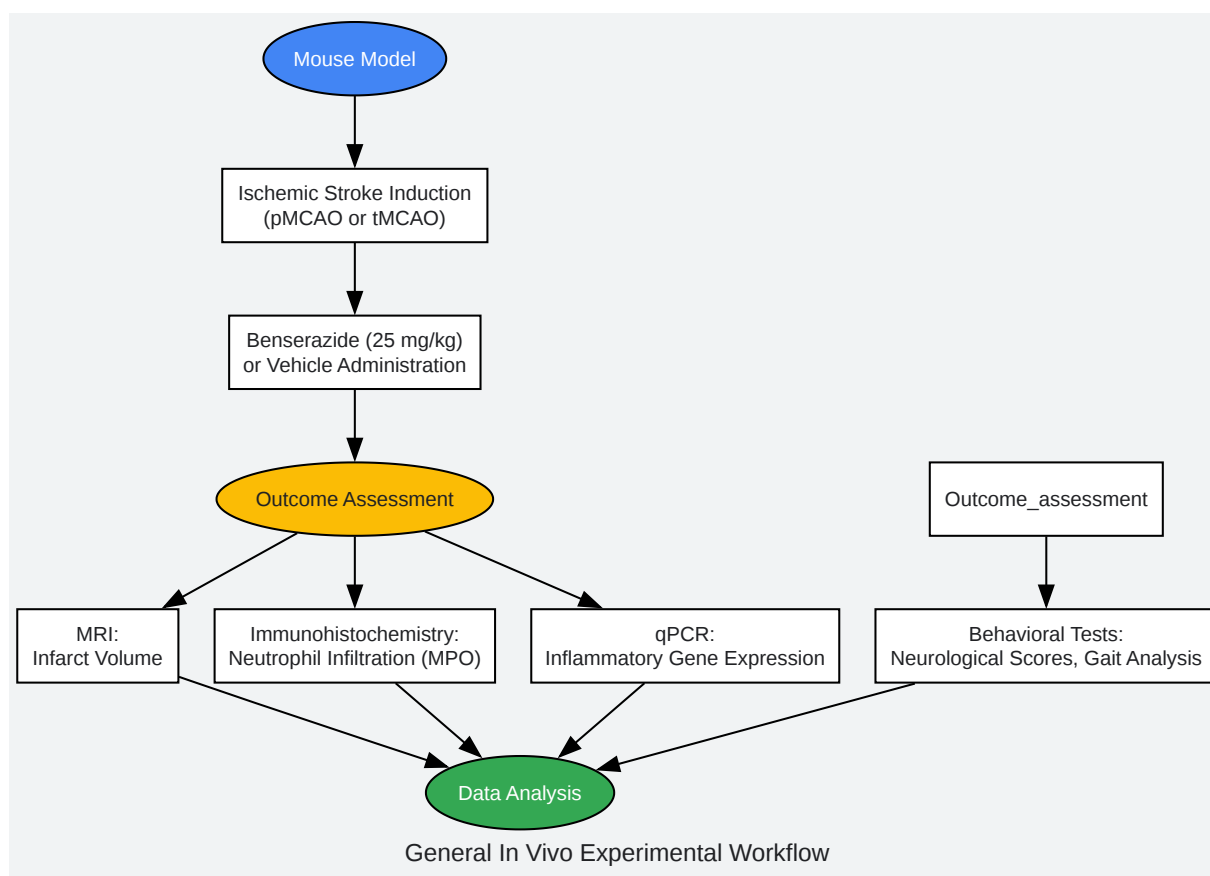 Mouse Model
Ischemic Stroke Induction
(pMCAO or tMCAO)
Benserazide (25 mg/kg)
or Vehicle Administration
Outcome Assessment
Outcome_assessment
MRI:
Infarct Volume
Immunohistochemistry:
Neutrophil Infiltration (MPO)
qPCR:
Inflammatory Gene Expression
Behavioral Tests:
Neurological Scores, Gait Analysis
Data Analysis
General In Vivo Experimental Workflow